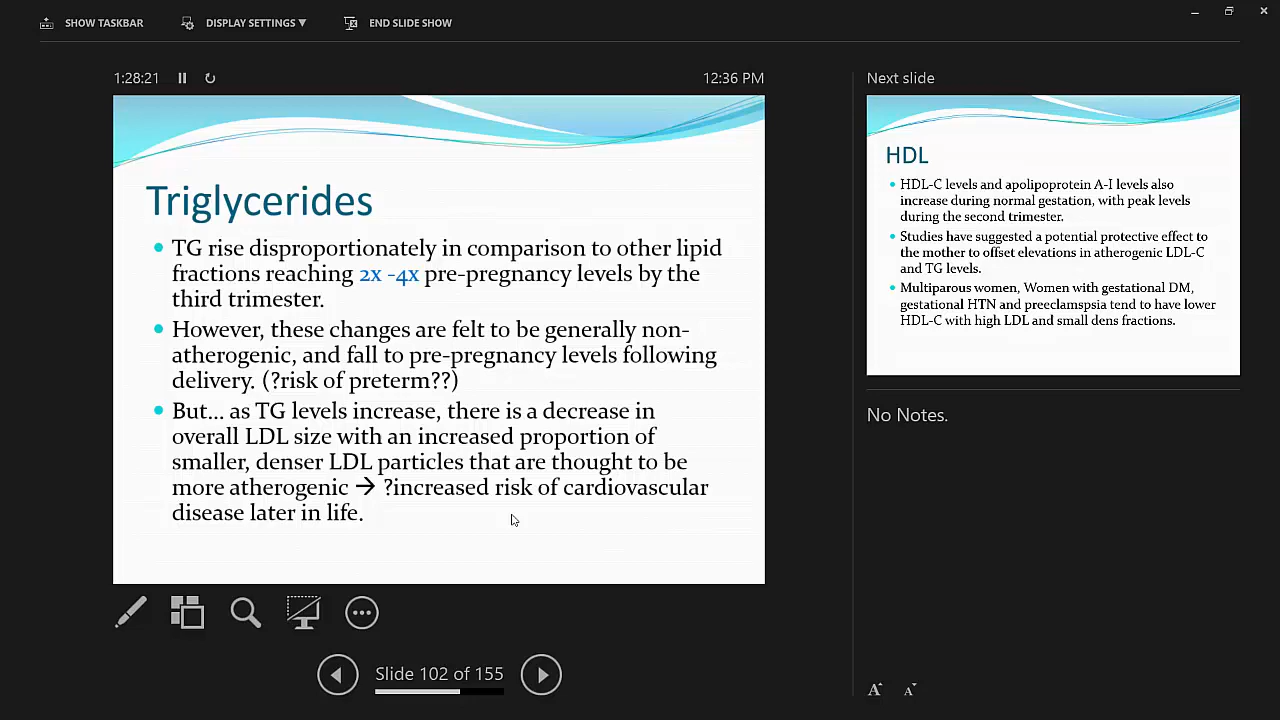 SHOW TASKBAR
DISPLAY SETTINGS ▼
END SLIDE SHOW
1:28:21
12:36 PM
Triglycerides
• TG rise disproportionately in comparison to other lipid
fractions reaching 2x -4x pre-pregnancy levels by the
third trimester.
• However, these changes are felt to be generally non-
atherogenic, and fall to pre-pregnancy levels following
delivery. (?risk of preterm??)
• But... as TG levels increase, there is a decrease in
overall LDL size with an increased proportion of
smaller, denser LDL particles that are thought to be
more atherogenic → ?increased risk of cardiovascular
disease later in life.
Slide 102 of 155
Next slide
HDL
• HDL-C levels and apolipoprotein A-I levels also
increase during normal gestation, with peak levels
during the second trimester.
• Studies have suggested a potential protective effect to
the mother to offset elevations in atherogenic LDL-C
and TG levels.
• Multiparous women, Women with gestational DM,
gestational HTN and preeclamspsia tend to have lower
HDL-C with high LDL and small dens fractions.
No Notes.
A A